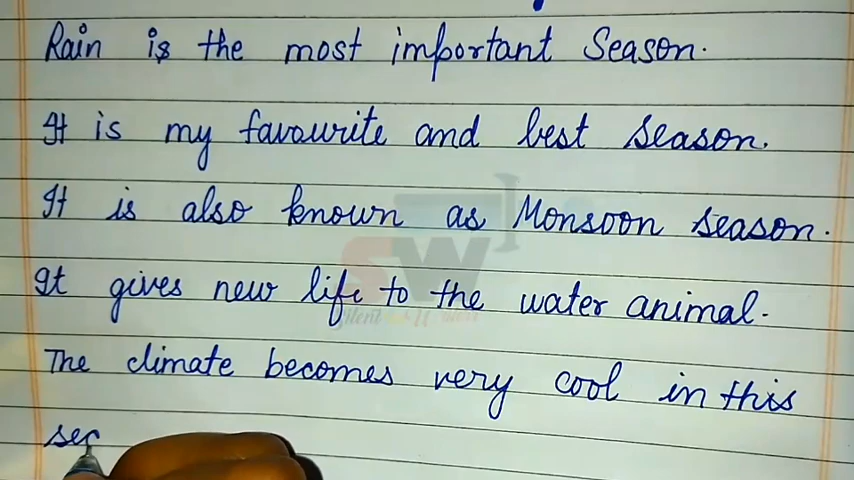 Rain is the most important Season.
It is my favourite and best season.
It is also known as Monsoon season.
It gives new life to the water animal.
The climate becomes very cool in this